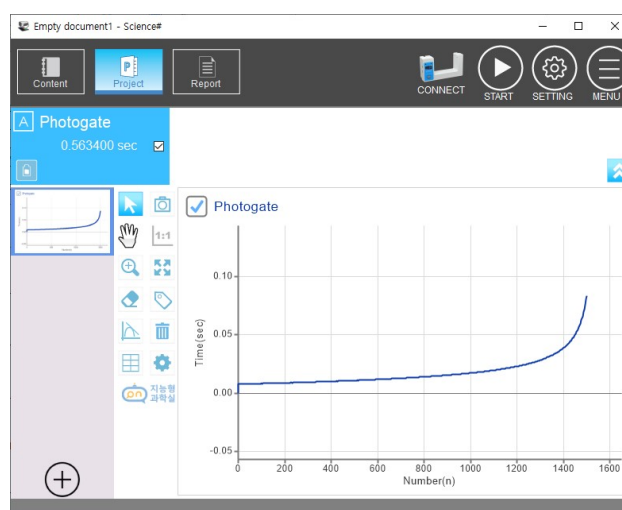 Empty document1 - Science#
Content
Project
Report
CONNECT
START
SETTING
MENU
A Photogate
0.563400 sec
1:1
지능형
과학실
Photogate
Time(sec)
0.10
0.05
0.00
-0.05
0 200 400 600 800 1000 1200 1400 1600
Number(n)